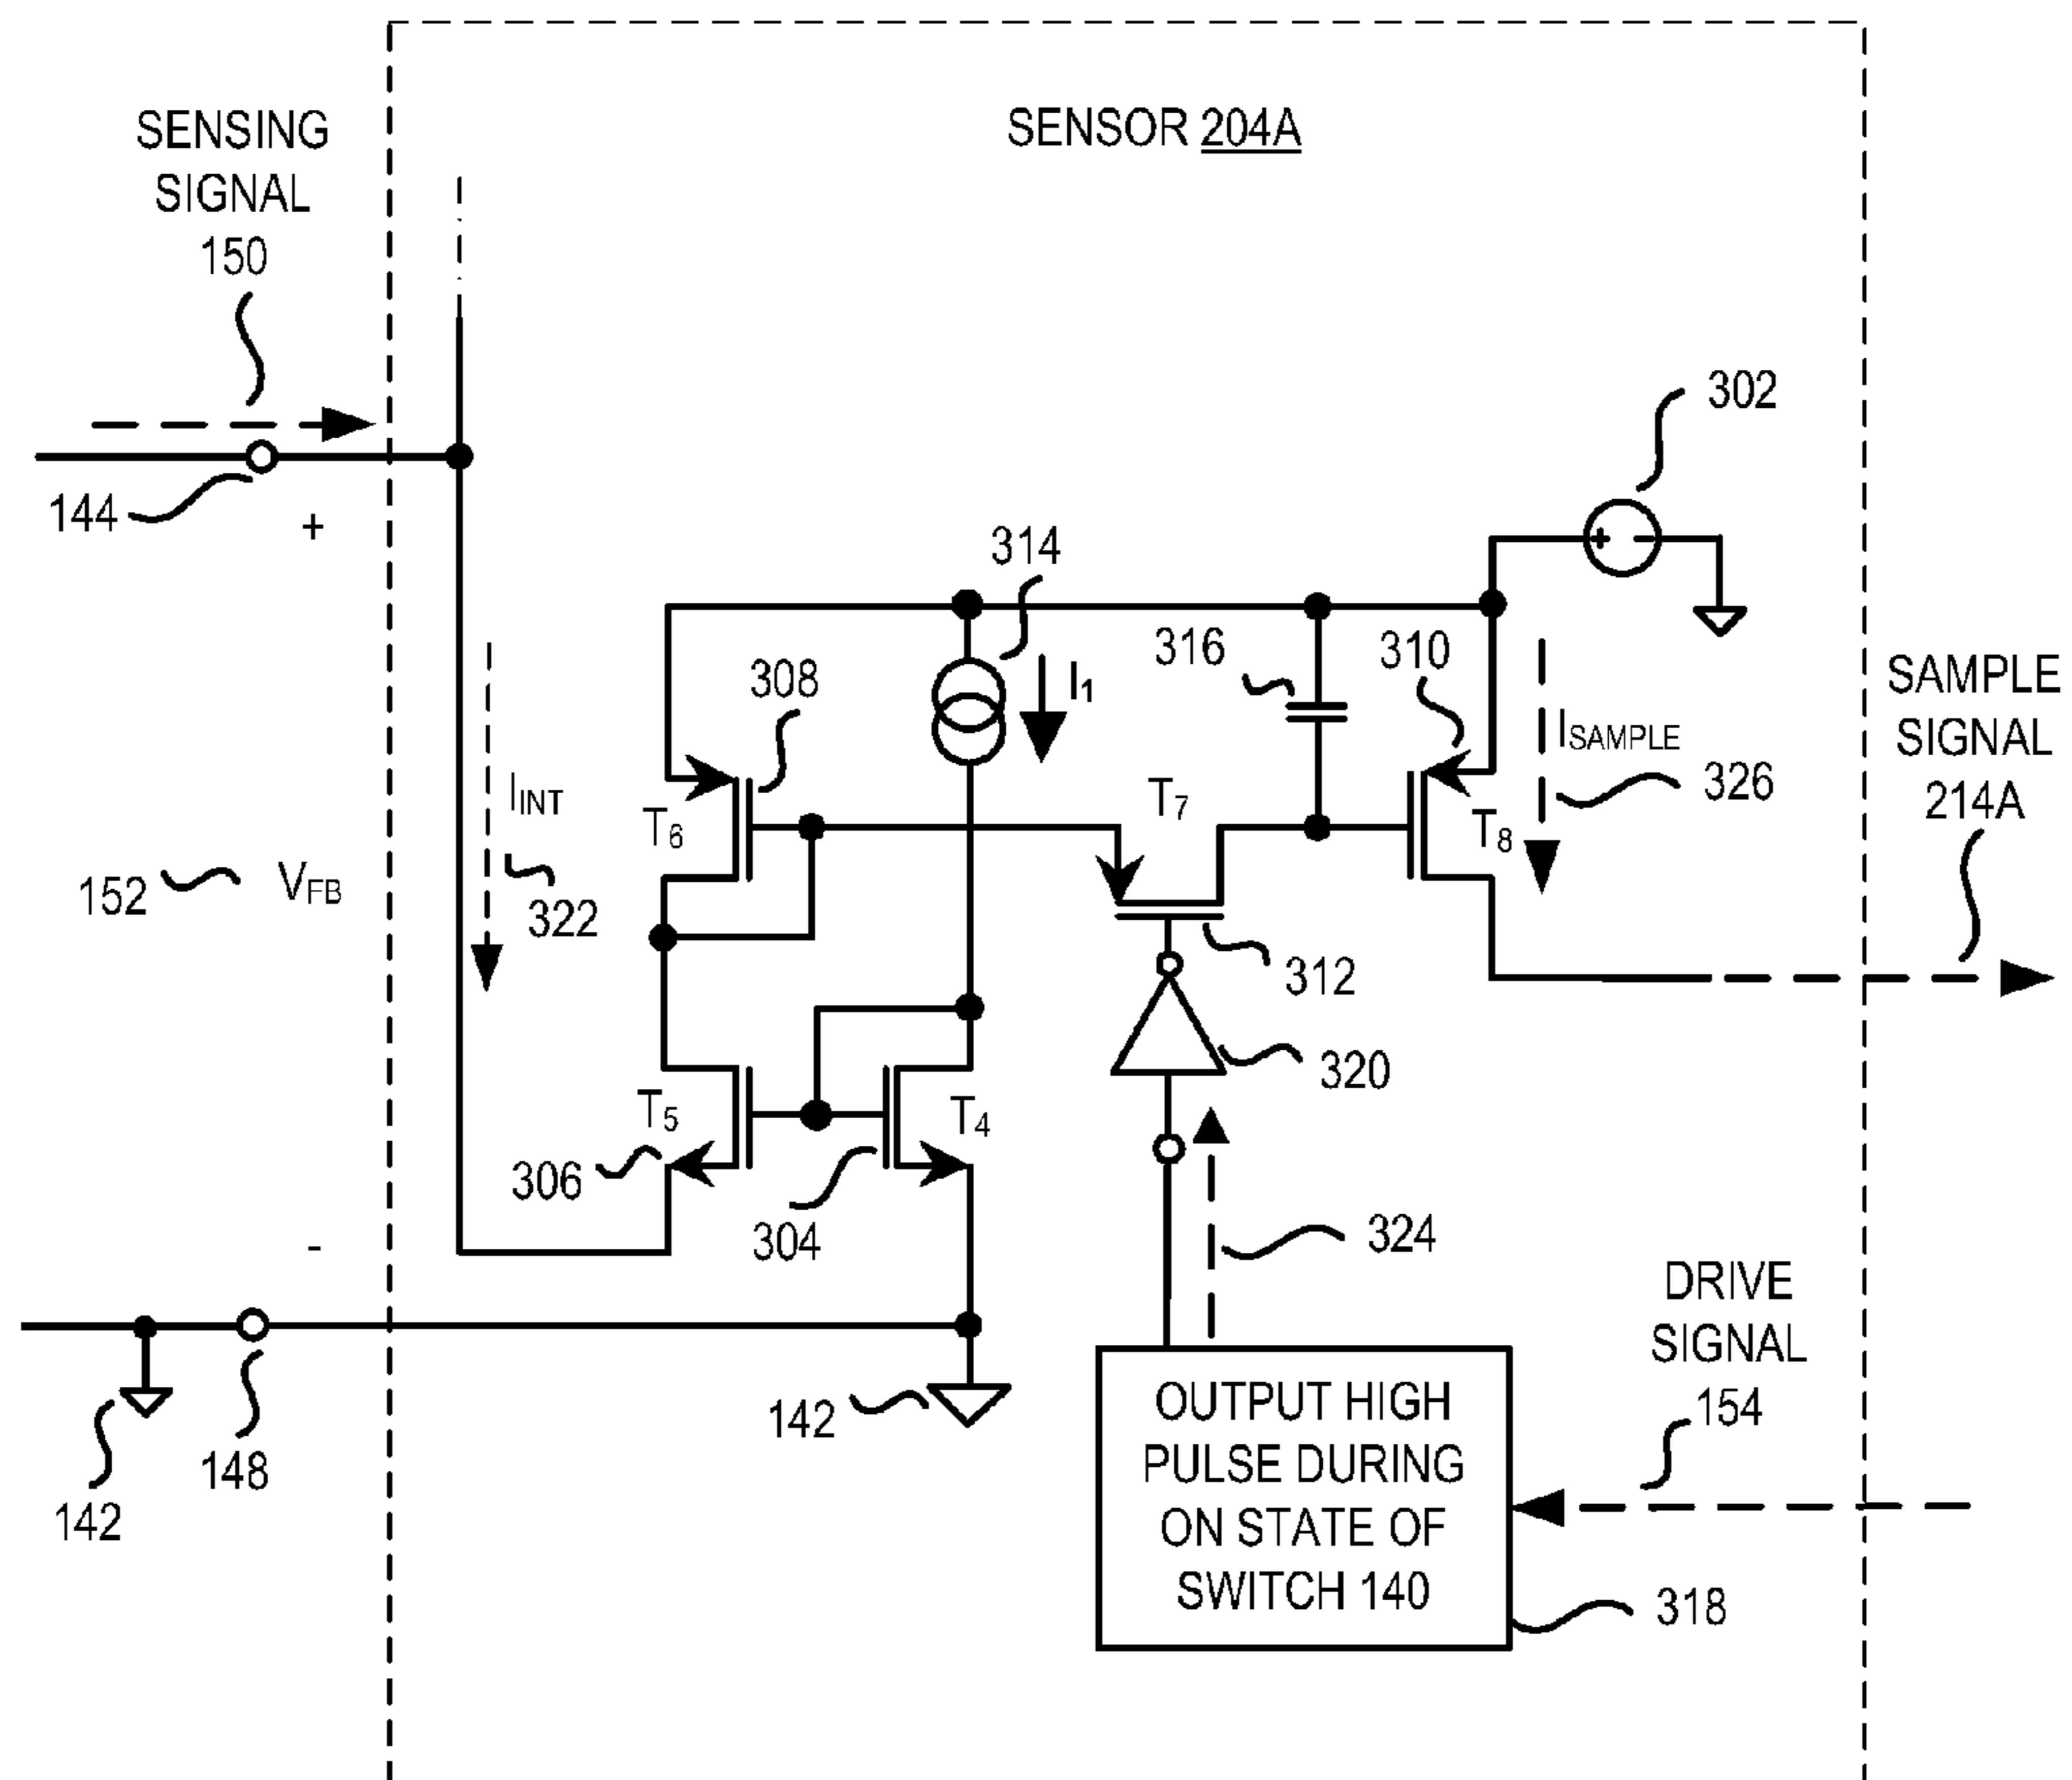 SENSOR 204A
SENSING
SIGNAL
150
144
+
302
314
I1
316
310
308
ISAMPLE
326
SAMPLE
SIGNAL
214A
IINT
322
T6
T7
T8
152
VFB
312
320
T5
T4
306
304
324
-
DRIVE
SIGNAL
154
142
148
142
OUTPUT HIGH
PULSE DURING
ON STATE OF
SWITCH 140
318